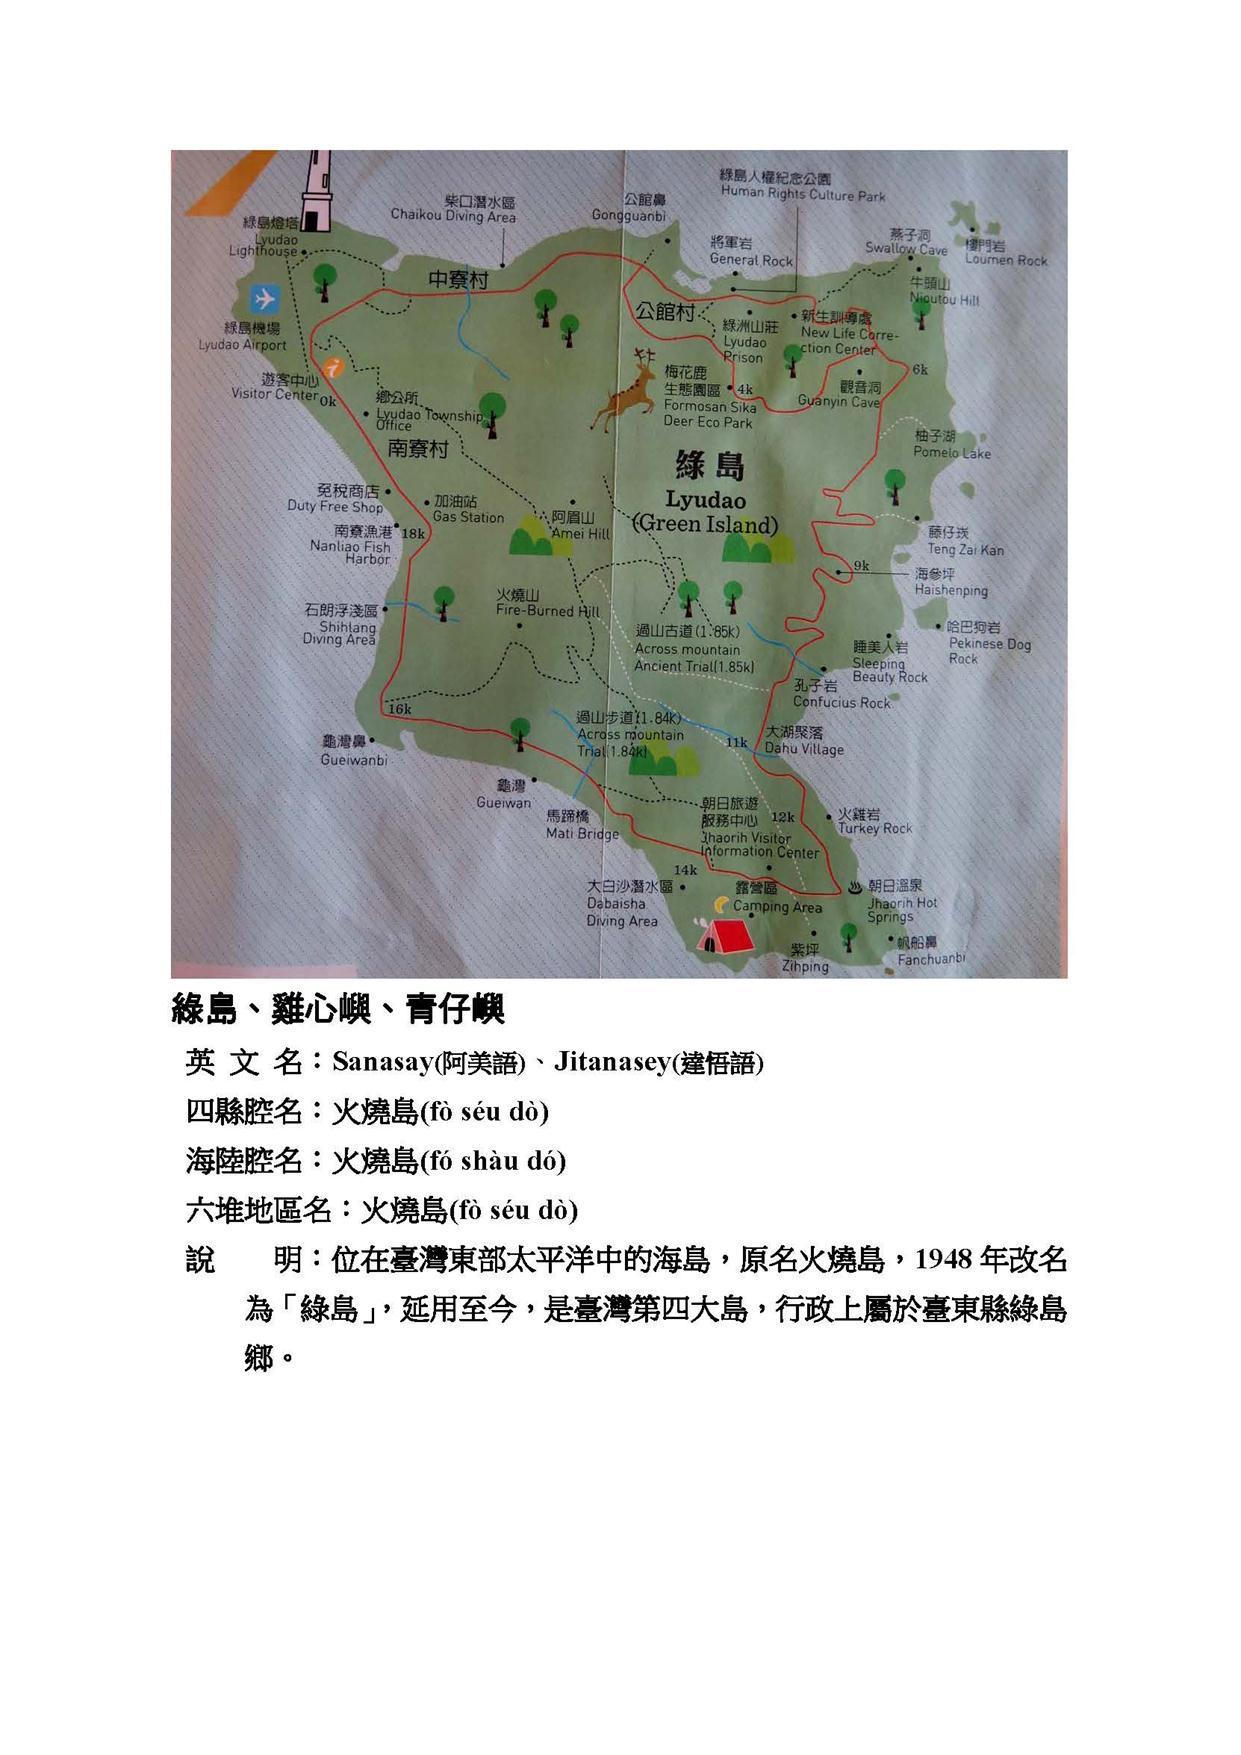 綠島人權紀念公園
Human Rights Culture Park
柴口潛水區
Chaikou Diving Area
公館鼻
Gongguanbi
綠島燈塔
Lyudao
Lighthouse
將軍岩
General Rock
燕子洞
Swallow Cave
樓門岩
Loumen Rock
中寮村
牛頭山
Nioutou Hill
綠島機場
Lyudao Airport
公館村
綠洲山莊
Lyudao
Prison
新生訓導處
New Life Corre-
ction Center
遊客中心
Visitor Center
0k
鄉公所
Lyudao Township
Office
梅花鹿
生態園區
Formosan Sika
Deer Eco Park
4k
觀音洞
Guanyin Cave
6k
南寮村
柚子湖
Pomelo Lake
綠島
Lyudao
(Green Island)
免稅商店
Duty Free Shop
加油站
Gas Station
阿眉山
Amei Hill
南寮漁港
Nanliao Fish
Harbor
18k
藤仔崁
Teng Zai Kan
9k
海參坪
Haishenping
火燒山
Fire-Burned Hill
石朗浮淺區
Shihlang
Diving Area
過山古道(1.85k)
Across mountain
Ancient Trial(1.85k)
哈巴狗岩
Pekinese Dog
Rock
睡美人岩
Sleeping
Beauty Rock
孔子岩
Confucius Rock
16k
過山步道(1.84k)
Across mountain
Trial(1.84k)
龜灣鼻
Gueiwanbi
11k
大湖聚落
Dahu Village
龜灣
Gueiwan
馬蹄橋
Mati Bridge
朝日旅遊
服務中心
Jhaorih Visitor
Information Center
12k
火雞岩
Turkey Rock
14k
大白沙潛水區
Dabaisha
Diving Area
露營區
Camping Area
朝日溫泉
Jhaorih Hot
Springs
紫坪
Zihping
帆船鼻
Fanchuanbi
綠島、雞心嶼、青仔嶼
英 文 名：Sanasay(阿美語)、Jitanasey(達悟語)
四縣腔名：火燒島(fò séu dò)
海陸腔名：火燒島(fó shàu dó)
六堆地區名：火燒島(fò séu dò)
說　　明：位在臺灣東部太平洋中的海島，原名火燒島，1948 年改名
為「綠島」，延用至今，是臺灣第四大島，行政上屬於臺東縣綠島
鄉。